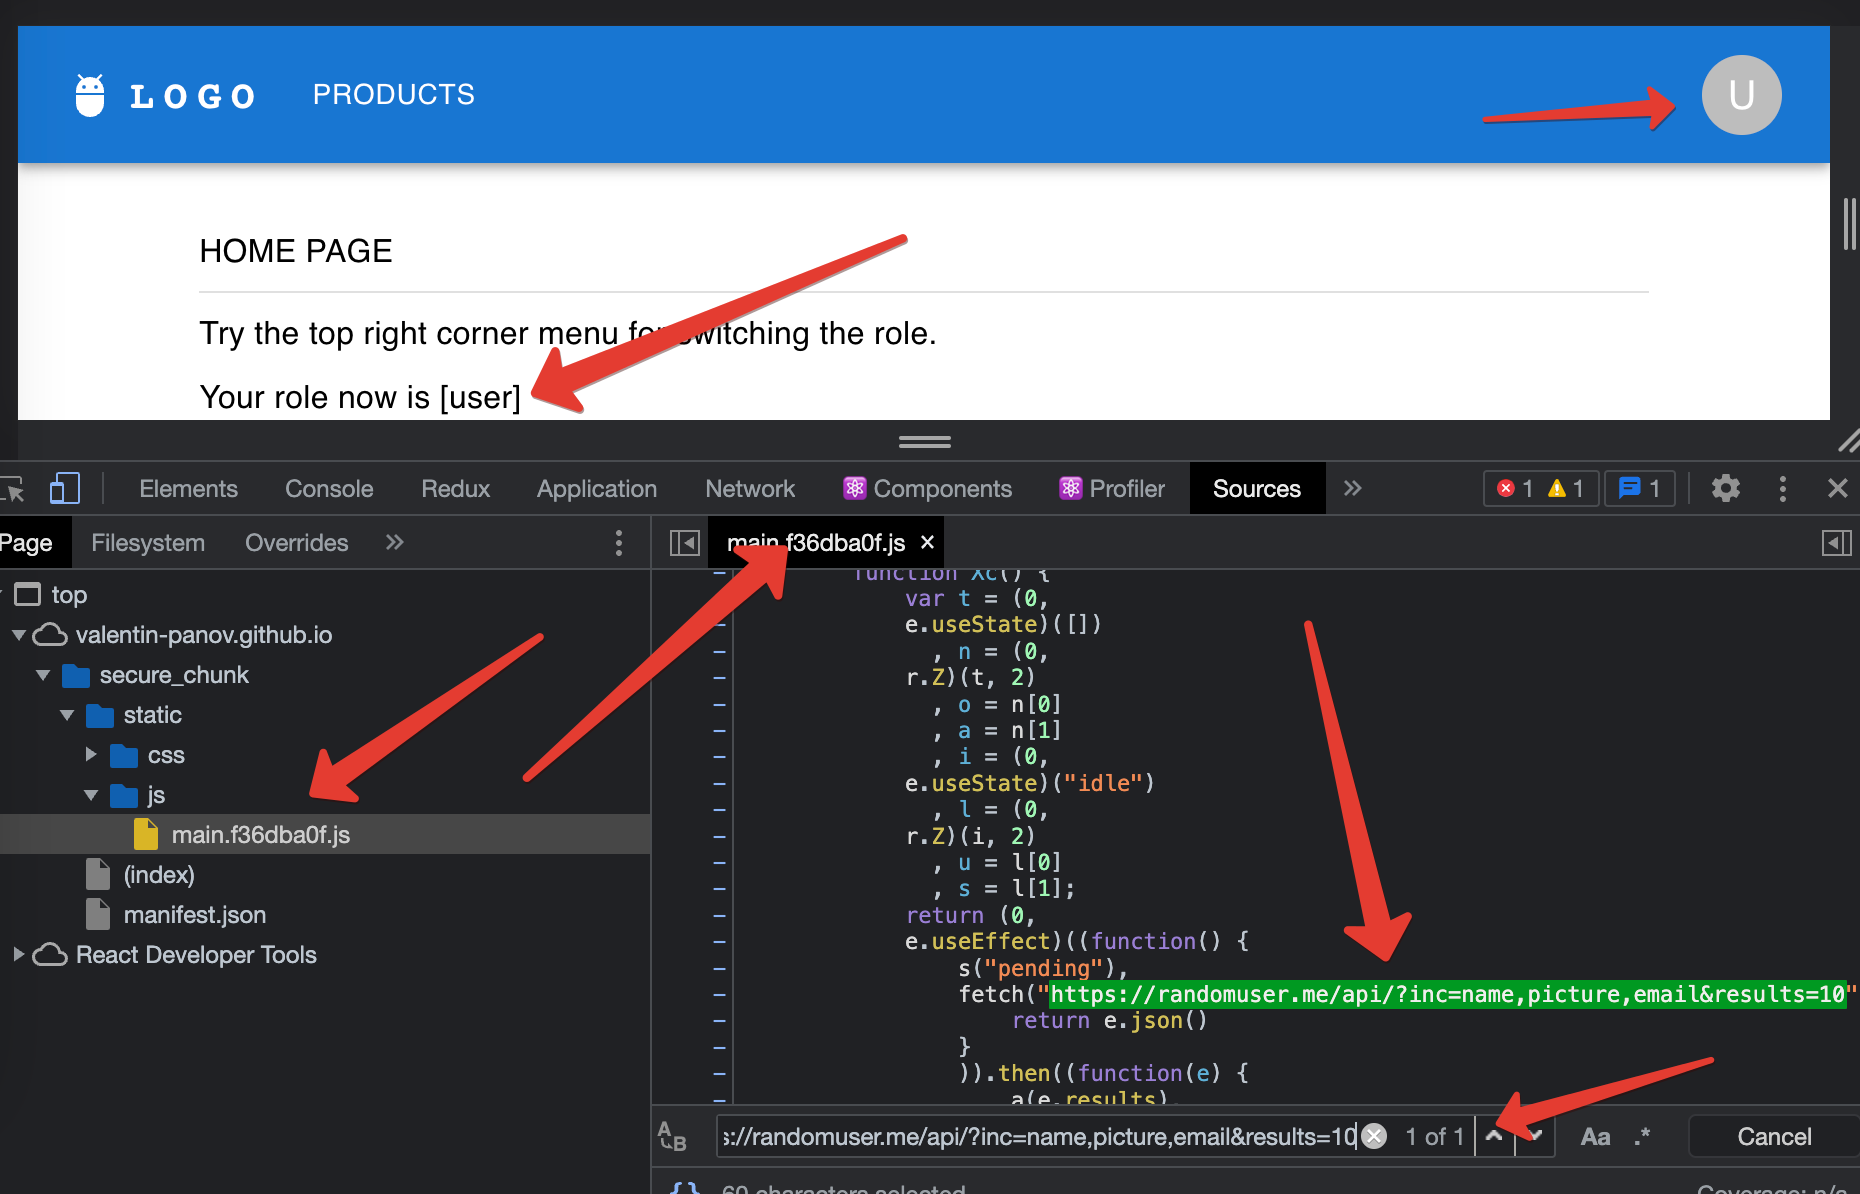 LOGO
PRODUCTS
U
HOME PAGE
Try the top right corner menu for switching the role.
Your role now is [user]
Elements
Console
Redux
Application
Network
Components
Profiler
Sources
1
1
1
Page
Filesystem
Overrides
main.f36dba0f.js
top
valentin-panov.github.io
secure_chunk
static
css
js
main.f36dba0f.js
(index)
manifest.json
React Developer Tools
function Xc() {
var t = (0,
e.useState)([])
, n = (0,
r.Z)(t, 2)
, o = n[0]
, a = n[1]
, i = (0,
e.useState)("idle")
, l = (0,
r.Z)(i, 2)
, u = l[0]
, s = l[1];
return (0,
e.useEffect)((function() {
s("pending"),
fetch("https://randomuser.me/api/?inc=name,picture,email&results=10"
return e.json()
}
)).then((function(e) {
a(e.results),
s://randomuser.me/api/?inc=name,picture,email&results=10
1 of 1
Aa
.*
Cancel
{}
60 characters selected
Coverage: n/a